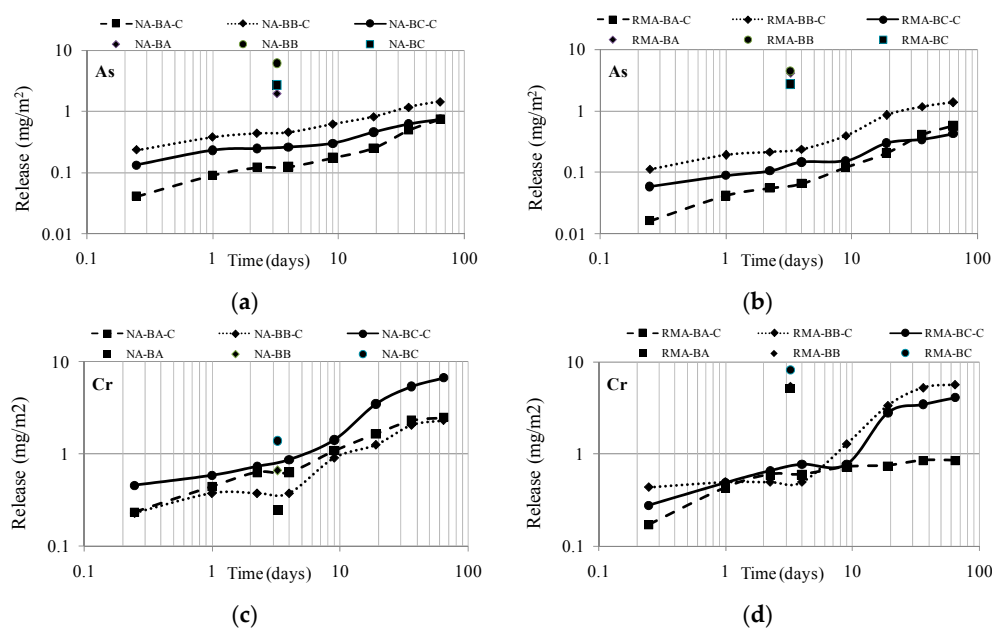 (a)
NA-BA-C NA-BB-C NA-BC-C
NA-BA NA-BB NA-BC
As
Release (mg/m²)
10
1
0.1
0.01
0.1 1 10 100
Time (days)
(b)
RMA-BA-C RMA-BB-C RMA-BC-C
RMA-BA RMA-BB RMA-BC
As
Release (mg/m²)
10
1
0.1
0.01
0.1 1 10 100
Time (days)
(a)
(b)
NA-BA-C NA-BB-C NA-BC-C
NA-BA NA-BB NA-BC
Cr
Release (mg/m2)
10
1
0.1
0.1 1 10 100
Time (days)
(c)
RMA-BA-C RMA-BB-C RMA-BC-C
RMA-BA RMA-BB RMA-BC
Cr
Release (mg/m2)
10
1
0.1
0.1 1 10 100
Time (days)
(d)